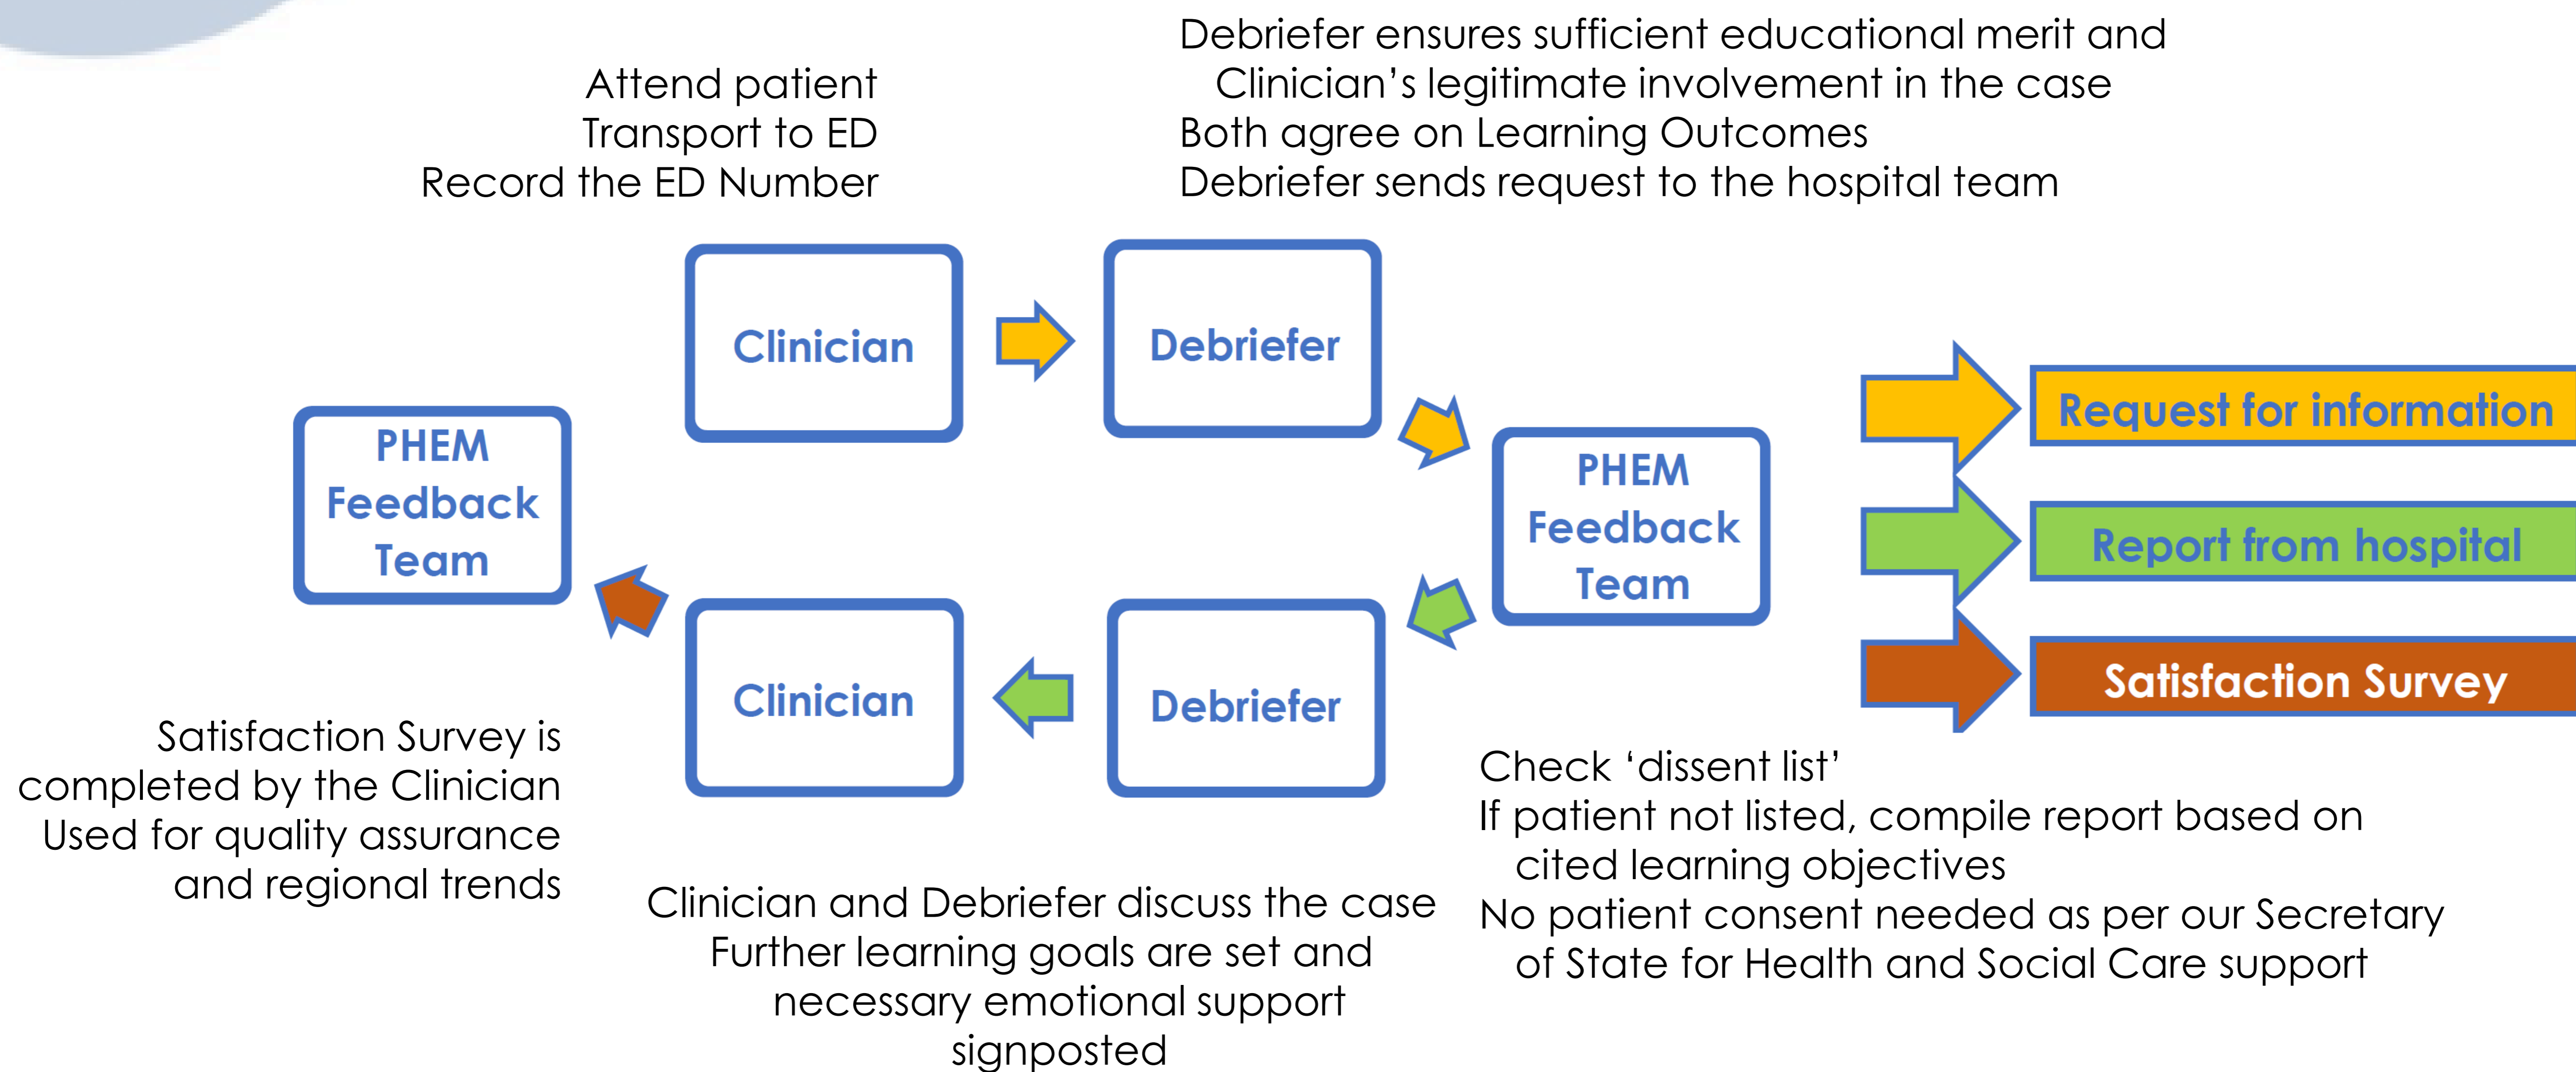 Attend patient
Transport to ED
Record the ED Number
Debriefer ensures sufficient educational merit and
Clinician’s legitimate involvement in the case
Both agree on Learning Outcomes
Debriefer sends request to the hospital team
Clinician
Debriefer
PHEM
Feedback
Team
PHEM
Feedback
Team
Clinician
Debriefer
Request for information
Report from hospital
Satisfaction Survey
Satisfaction Survey is
completed by the Clinician
Used for quality assurance
and regional trends
Clinician and Debriefer discuss the case
Further learning goals are set and
necessary emotional support
signposted
Check ‘dissent list’
If patient not listed, compile report based on
cited learning objectives
No patient consent needed as per our Secretary
of State for Health and Social Care support